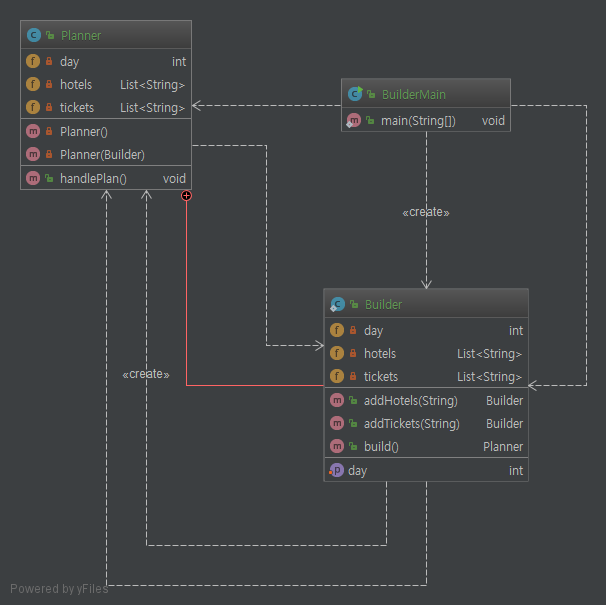 Planner
day int
hotels List<String>
tickets List<String>
Planner()
Planner(Builder)
handlePlan() void
BuilderMain
main(String[]) void
«create»
Builder
day int
hotels List<String>
tickets List<String>
addHotels(String) Builder
addTickets(String) Builder
build() Planner
day int
«create»
Powered by yFiles